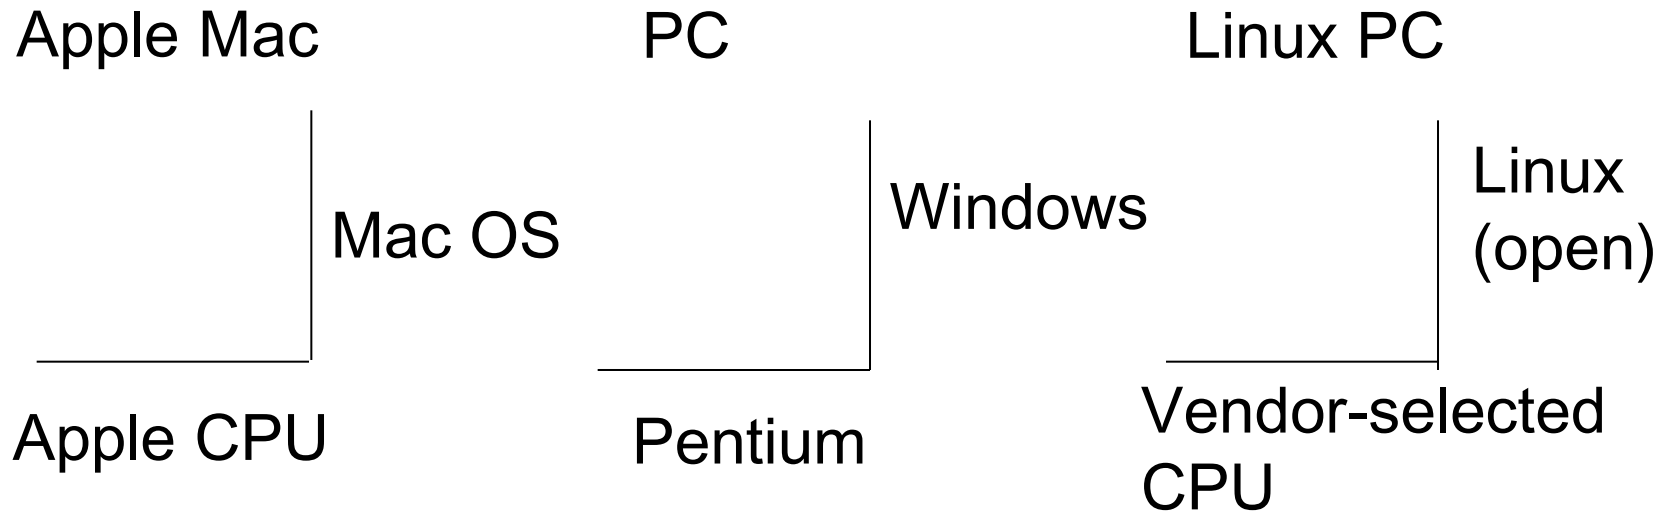 Apple Mac
Mac OS
Apple CPU
PC
Windows
Pentium
Linux PC
Linux
(open)
Vendor-selected
CPU